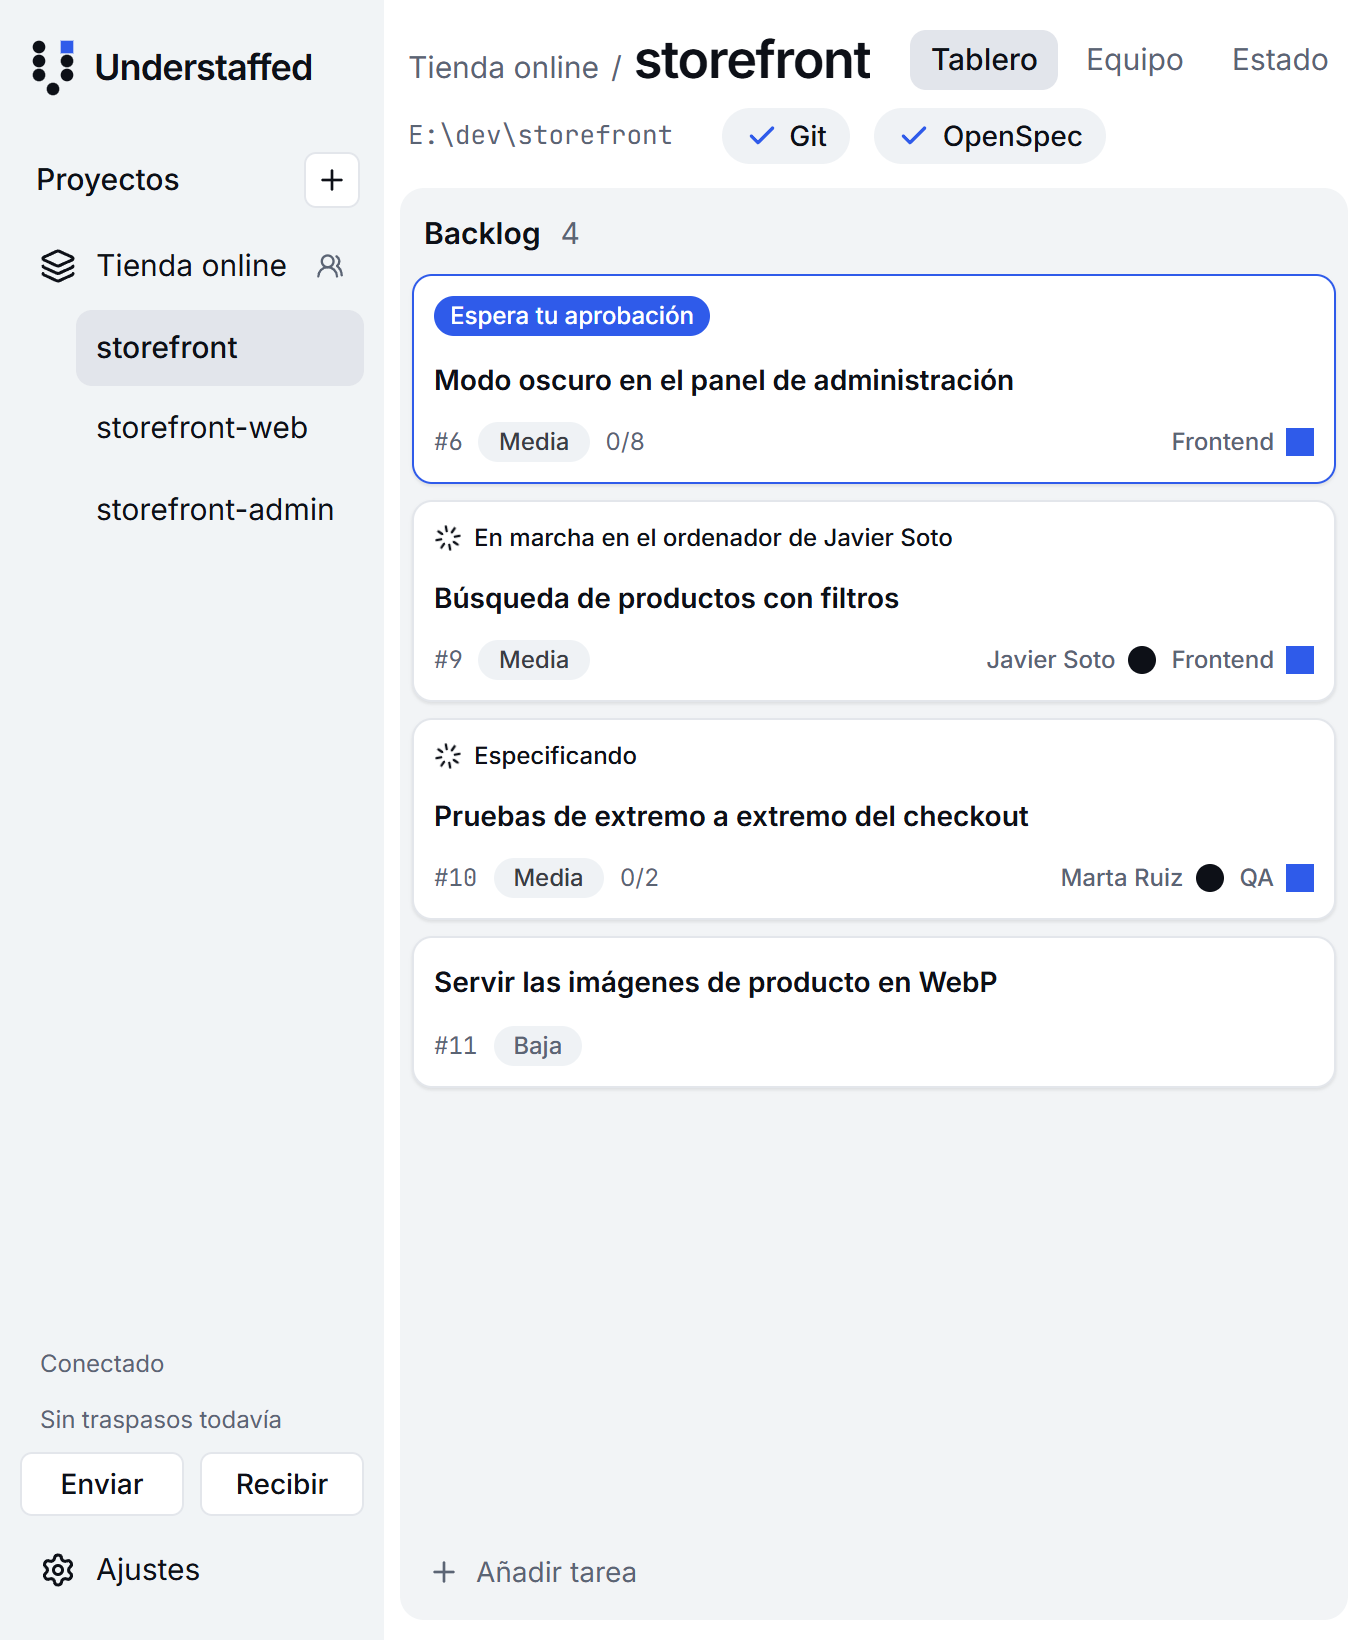 Understaffed
Proyectos
Tienda online
storefront
storefront-web
storefront-admin
Conectado
Sin traspasos todavía
Enviar
Recibir
Ajustes
Tienda online / storefront
Tablero
Equipo
Estado
E:\dev\storefront
Git
OpenSpec
Backlog 4
Espera tu aprobación
Modo oscuro en el panel de administración
#6 Media 0/8 Frontend
En marcha en el ordenador de Javier Soto
Búsqueda de productos con filtros
#9 Media Javier Soto Frontend
Especificando
Pruebas de extremo a extremo del checkout
#10 Media 0/2 Marta Ruiz QA
Servir las imágenes de producto en WebP
#11 Baja
Añadir tarea